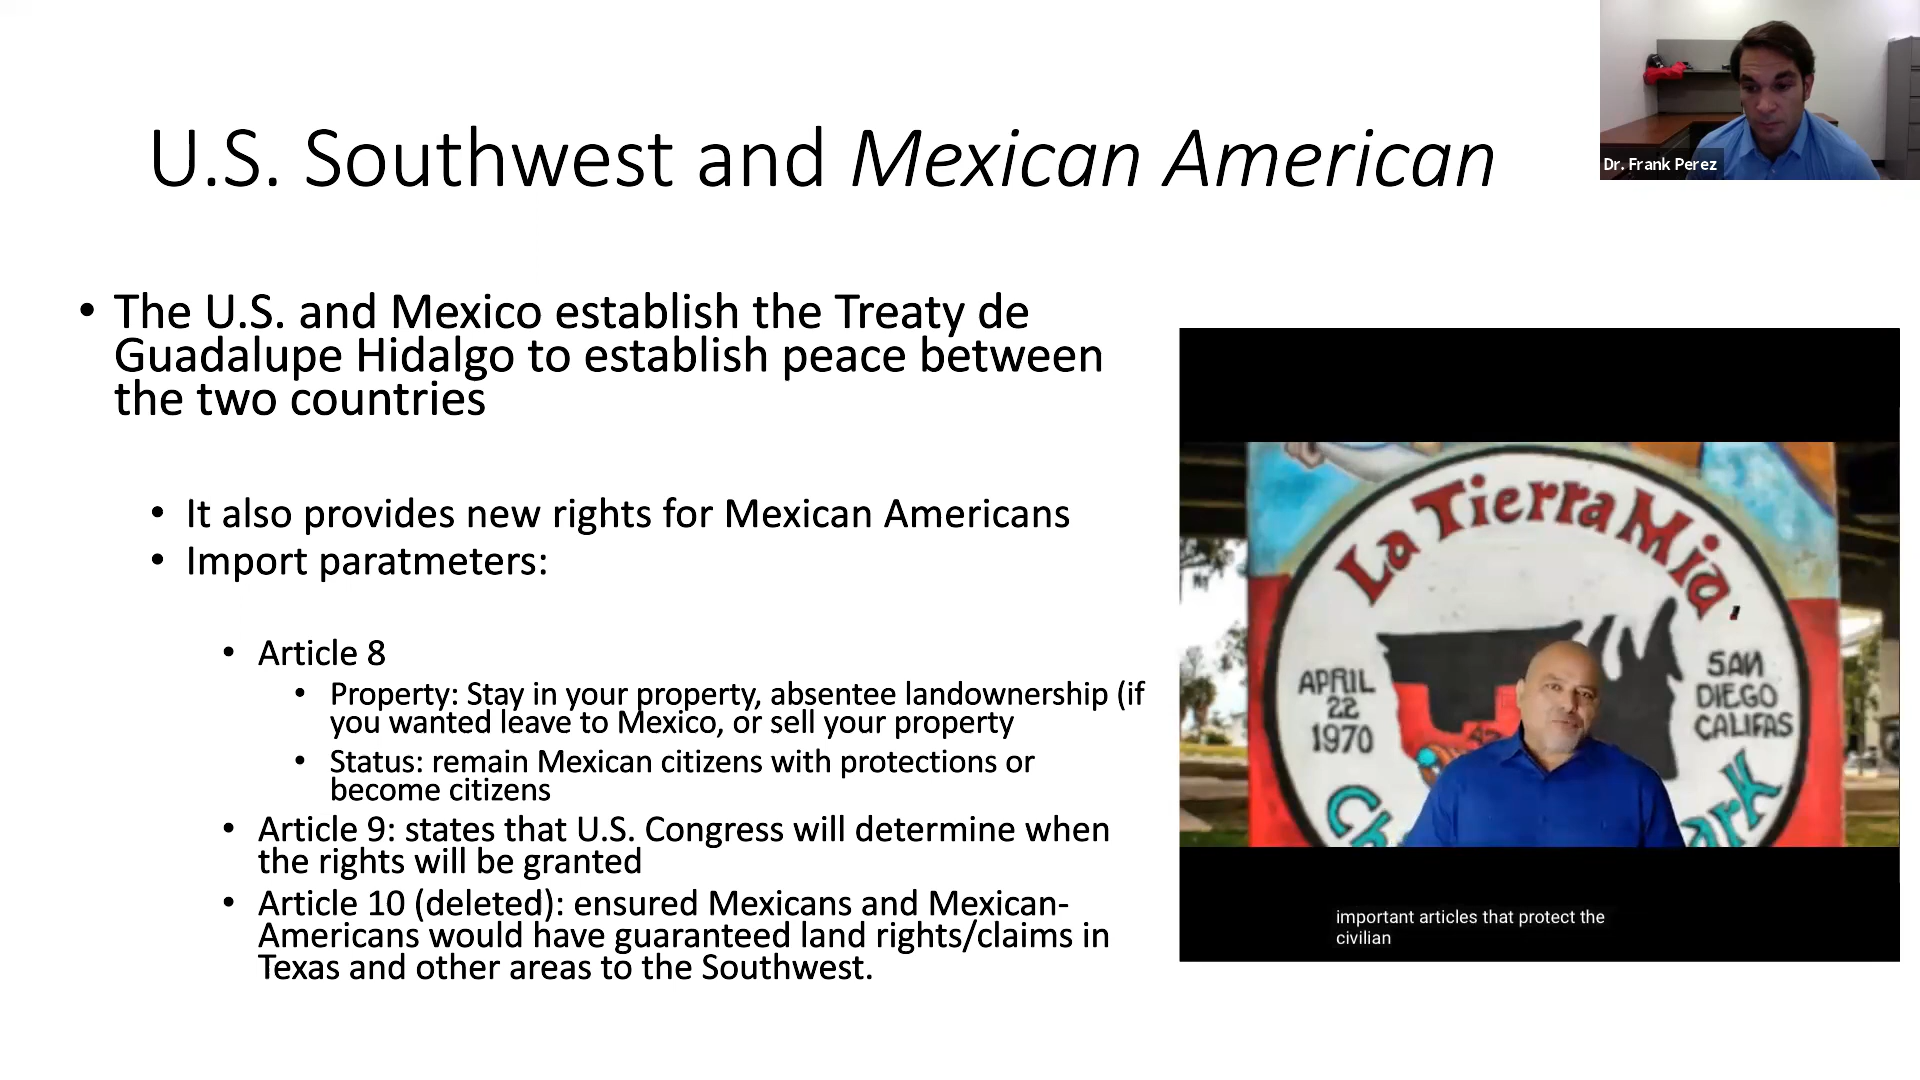 U.S. Southwest and Mexican American
Dr. Frank Perez
• The U.S. and Mexico establish the Treaty de
Guadalupe Hidalgo to establish peace between
the two countries
• It also provides new rights for Mexican Americans
• Import paratmeters:
• Article 8
• Property: Stay in your property, absentee landownership (if
you wanted leave to Mexico, or sell your property
• Status: remain Mexican citizens with protections or
become citizens
• Article 9: states that U.S. Congress will determine when
the rights will be granted
• Article 10 (deleted): ensured Mexicans and Mexican-
Americans would have guaranteed land rights/claims in
Texas and other areas to the Southwest.
La Tierra Mia
APRIL
22
1970
SAN
DIEGO
CALIFAS
important articles that protect the
civilian